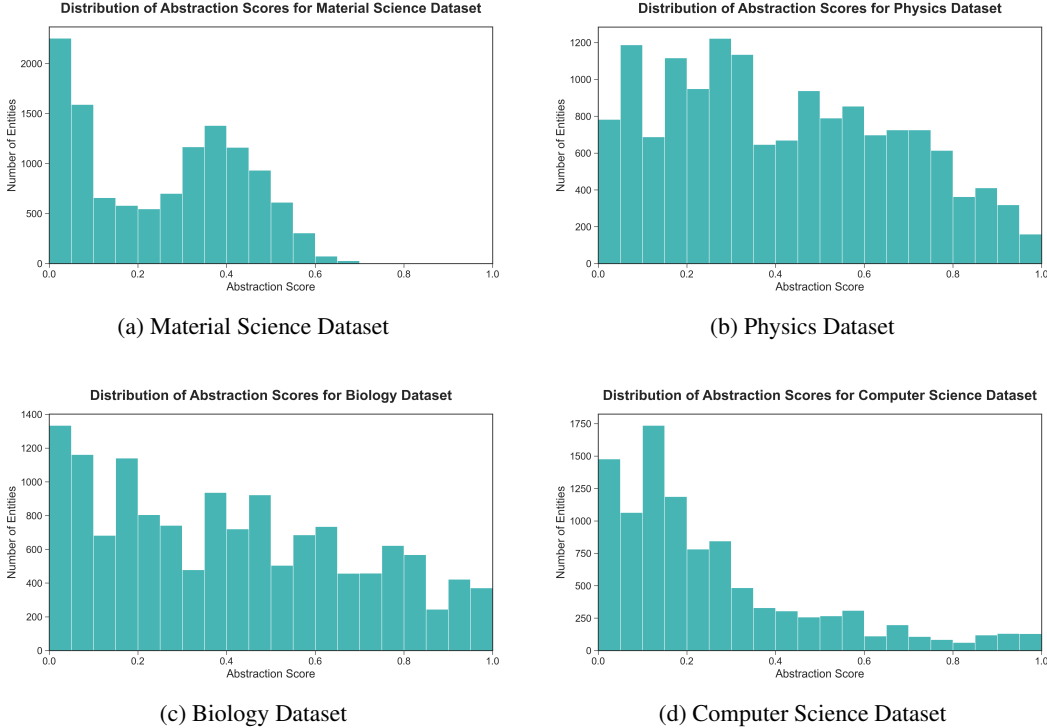 Distribution of Abstraction Scores for Material Science Dataset
Number of Entities
2000
1500
1000
500
0
0.0 0.2 0.4 0.6 0.8 1.0
Abstraction Score
(a) Material Science Dataset
Distribution of Abstraction Scores for Physics Dataset
Number of Entities
1200
1000
800
600
400
200
0
0.0 0.2 0.4 0.6 0.8 1.0
Abstraction Score
(b) Physics Dataset
Distribution of Abstraction Scores for Biology Dataset
Number of Entities
1400
1200
1000
800
600
400
200
0
0.0 0.2 0.4 0.6 0.8 1.0
Abstraction Score
(c) Biology Dataset
Distribution of Abstraction Scores for Computer Science Dataset
Number of Entities
1750
1500
1250
1000
750
500
250
0
0.0 0.2 0.4 0.6 0.8 1.0
Abstraction Score
(d) Computer Science Dataset